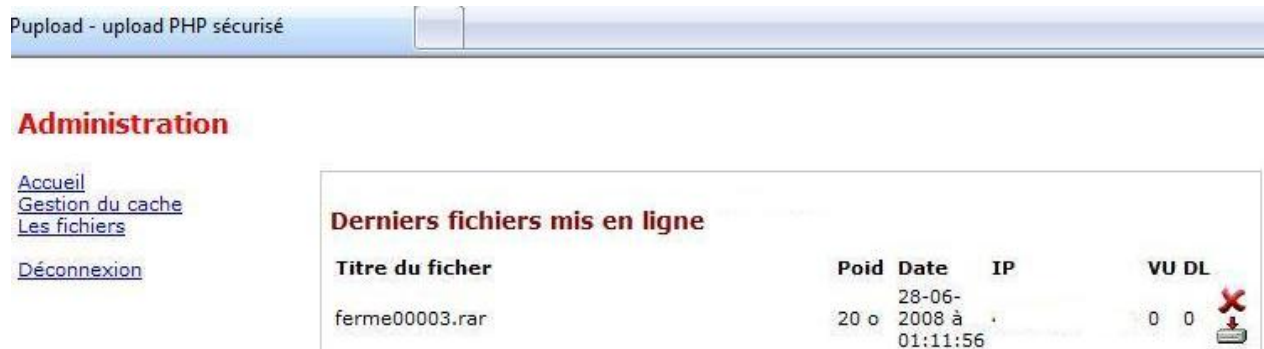 Pupload - upload PHP sécurisé
Administration
Accueil
Gestion du cache
Les fichiers
Déconnexion
Derniers fichiers mis en ligne
Titre du ficher Poid Date IP VU DL
ferme00003.rar 20 o 28-06-
2008 à
01:11:56 0 0